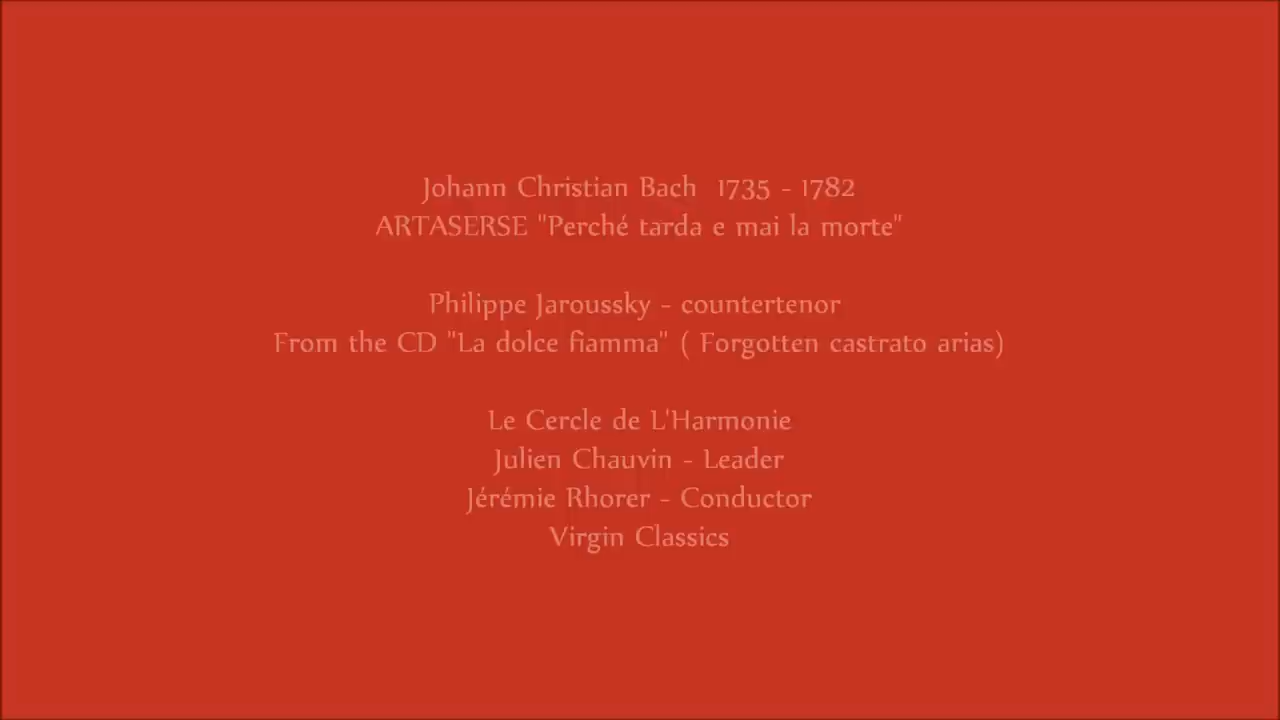 Johann Christian Bach 1735 - 1782
ARTASERSE "Perché tarda e mai la morte"
Philippe Jaroussky - countertenor
From the CD "La dolce fiamma" ( Forgotten castrato arias)
Le Cercle de L'Harmonie
Julien Chauvin - Leader
Jérémie Rhorer - Conductor
Virgin Classics